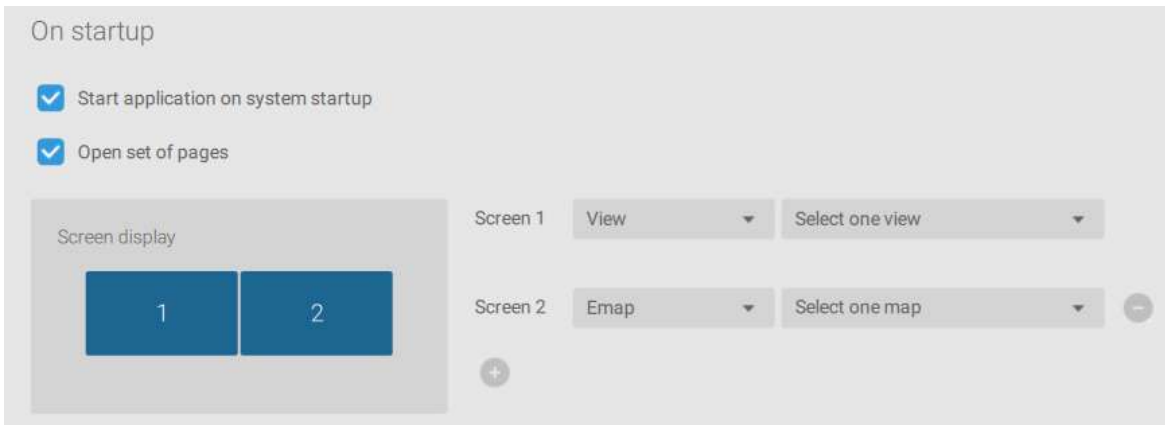 On startup
Start application on system startup
Open set of pages
Screen display
1 2
Screen 1 View Select one view
Screen 2 Emap Select one map